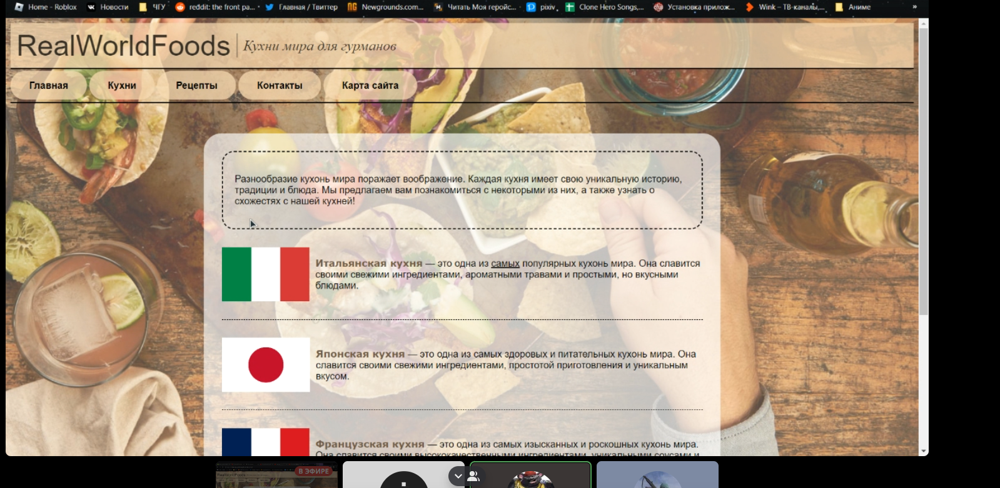 Home - Roblox Новости ЧГУ reddit: the front pa... Главная / Твиттер Newgrounds.com... Читать Моя геройс... pixiv Clone Hero Songs,... Установка прилож... Wink – ТВ-каналы,... Аниме »
RealWorldFoods Кухни мира для гурманов
Главная Кухни Рецепты Контакты Карта сайта
Разнообразие кухонь мира поражает воображение. Каждая кухня имеет свою уникальную историю,
традиции и блюда. Мы предлагаем вам познакомиться с некоторыми из них, а также узнать о
схожестях с нашей кухней!
Итальянская кухня — это одна из самых популярных кухонь мира. Она славится
своими свежими ингредиентами, ароматными травами и простыми, но вкусными
блюдами.
Японская кухня — это одна из самых здоровых и питательных кухонь мира. Она
славится своими свежими ингредиентами, простотой приготовления и уникальным
вкусом.
Французская кухня — это одна из самых изысканных и роскошных кухонь мира.
Она славится своими высококачественными ингредиентами, уникальными соусами и
В ЭФИРЕ